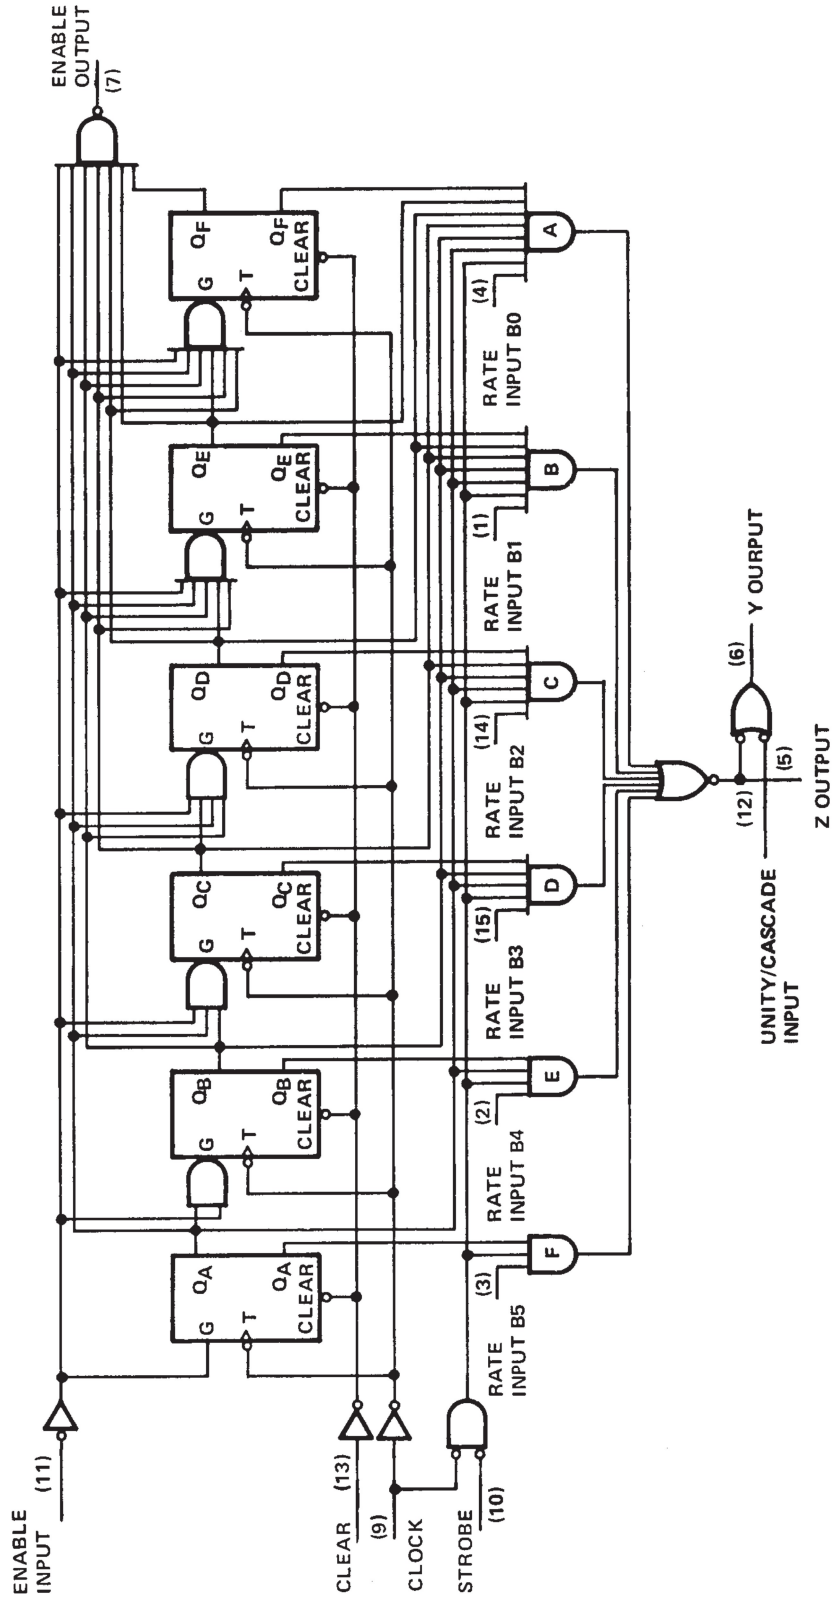 ENABLE
INPUT
(11)
CLEAR
(13)
(9)
CLOCK
STROBE
(10)
G
QA
T
QA
CLEAR
G
QB
T
QB
CLEAR
G
QC
T
QC
CLEAR
G
QD
T
QD
CLEAR
G
QE
T
QE
CLEAR
G
QF
T
QF
CLEAR
ENABLE
OUTPUT
(7)
RATE
INPUT B5
(3)
F
RATE
INPUT B4
(2)
E
RATE
INPUT B3
(15)
D
RATE
INPUT B2
(14)
C
RATE
INPUT B1
(1)
B
RATE
INPUT B0
(4)
A
UNITY/CASCADE
INPUT
(12)
(6)
Y OURPUT
(5)
Z OUTPUT